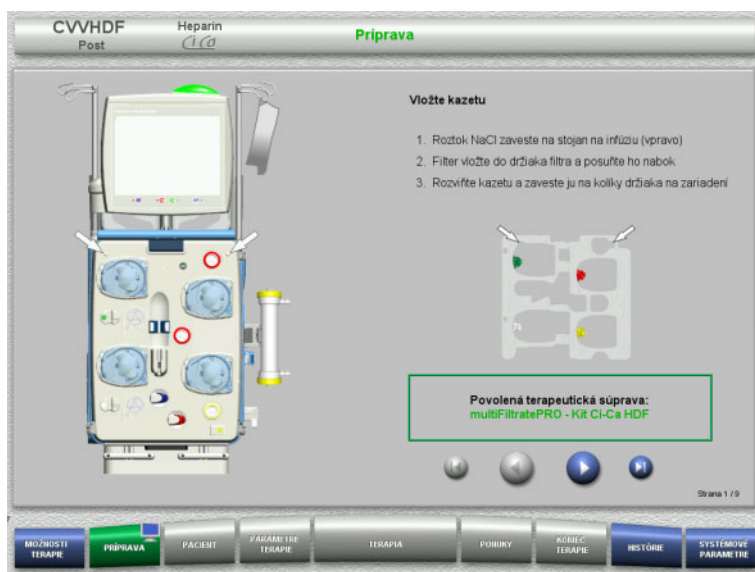 CVVHDF
Post
Heparin
Ci Ca
Príprava
Vložte kazetu
1. Roztok NaCl zaveste na stojan na infúziu (vpravo)
2. Filter vložte do držiaka filtra a posuňte ho nabok
3. Rozviňte kazetu a zaveste ju na kolíky držiaka na zariadení
Povolená terapeutická súprava:
multiFiltratePRO - Kit Ci-Ca HDF
Strana 1 / 9
MOŽNOSTI
TERAPIE
PRÍPRAVA
PACIENT
PARAMETRE
TERAPIE
TERAPIA
PONUKY
KONIEC
TERAPIE
HISTÓRIE
SYSTÉMOVÉ
PARAMETRE